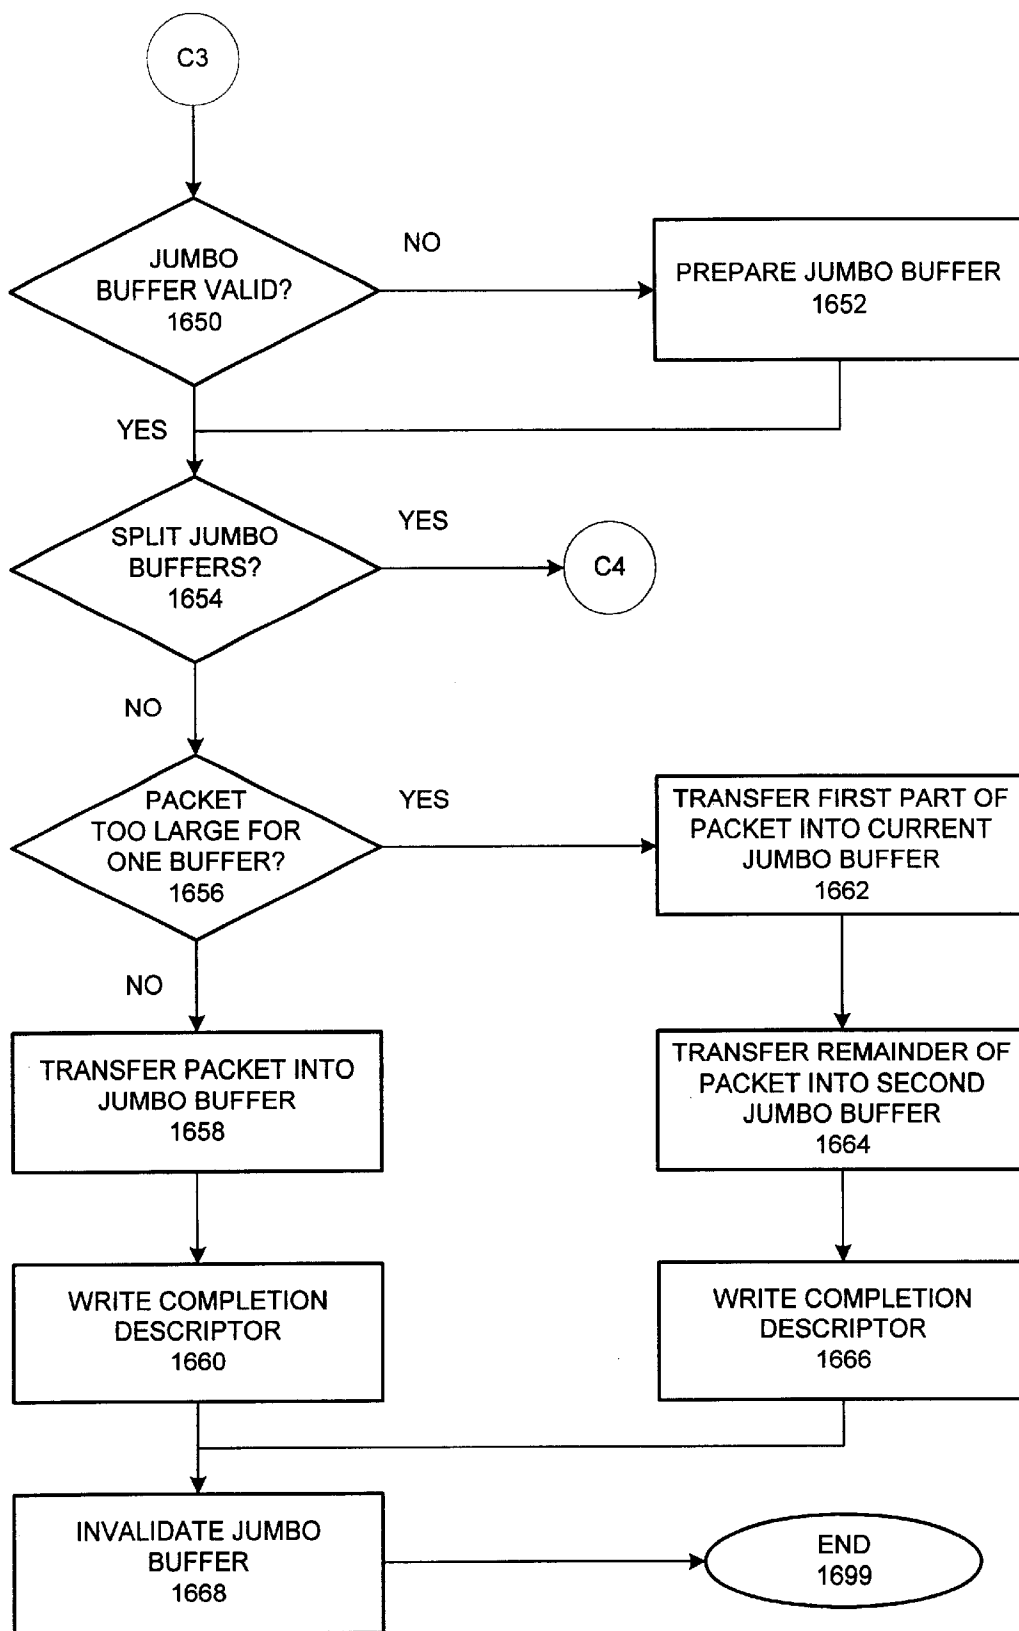 C3
JUMBO
BUFFER VALID?
1650
NO
PREPARE JUMBO BUFFER
1652
YES
SPLIT JUMBO
BUFFERS?
1654
YES
C4
NO
PACKET
TOO LARGE FOR
ONE BUFFER?
1656
YES
TRANSFER FIRST PART OF
PACKET INTO CURRENT
JUMBO BUFFER
1662
NO
TRANSFER PACKET INTO
JUMBO BUFFER
1658
TRANSFER REMAINDER OF
PACKET INTO SECOND
JUMBO BUFFER
1664
WRITE COMPLETION
DESCRIPTOR
1660
WRITE COMPLETION
DESCRIPTOR
1666
INVALIDATE JUMBO
BUFFER
1668
END
1699